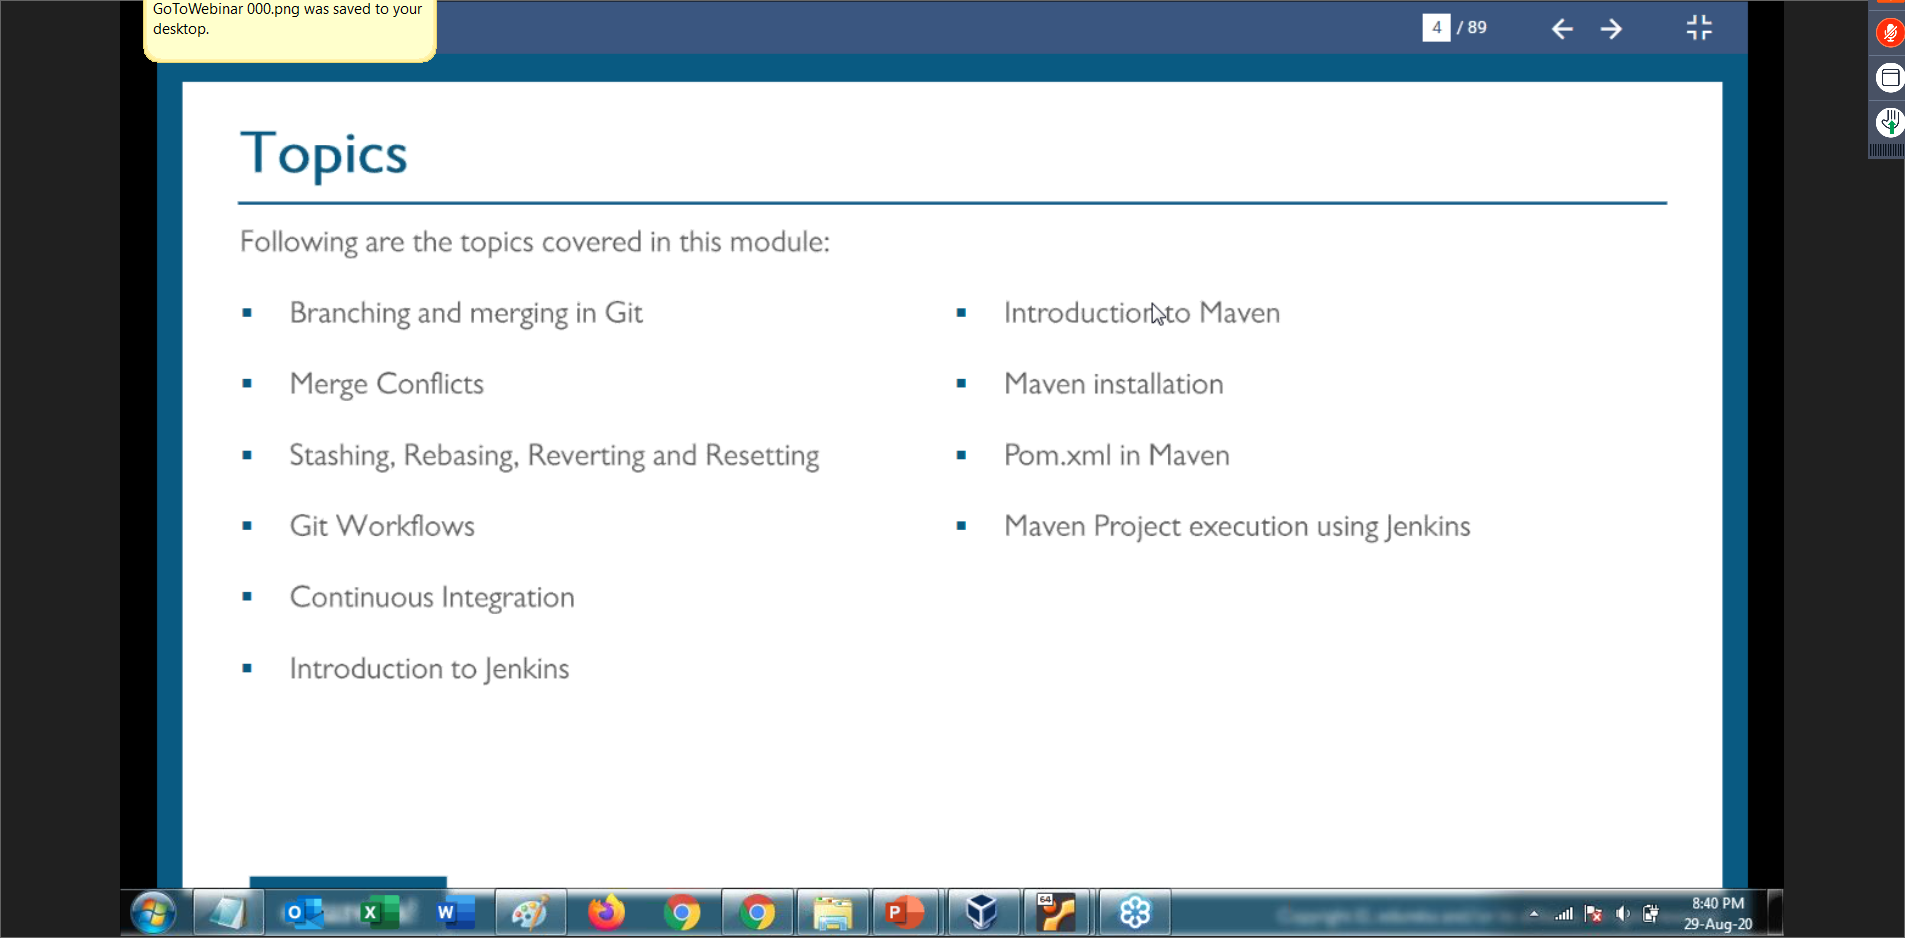 GoToWebinar 000.png was saved to your
desktop.
4 / 89
Topics
Following are the topics covered in this module:
Branching and merging in Git
Merge Conflicts
Stashing, Rebasing, Reverting and Resetting
Git Workflows
Continuous Integration
Introduction to Jenkins
Introduction to Maven
Maven installation
Pom.xml in Maven
Maven Project execution using Jenkins
O
X
W
P
64
8:40 PM
29-Aug-20